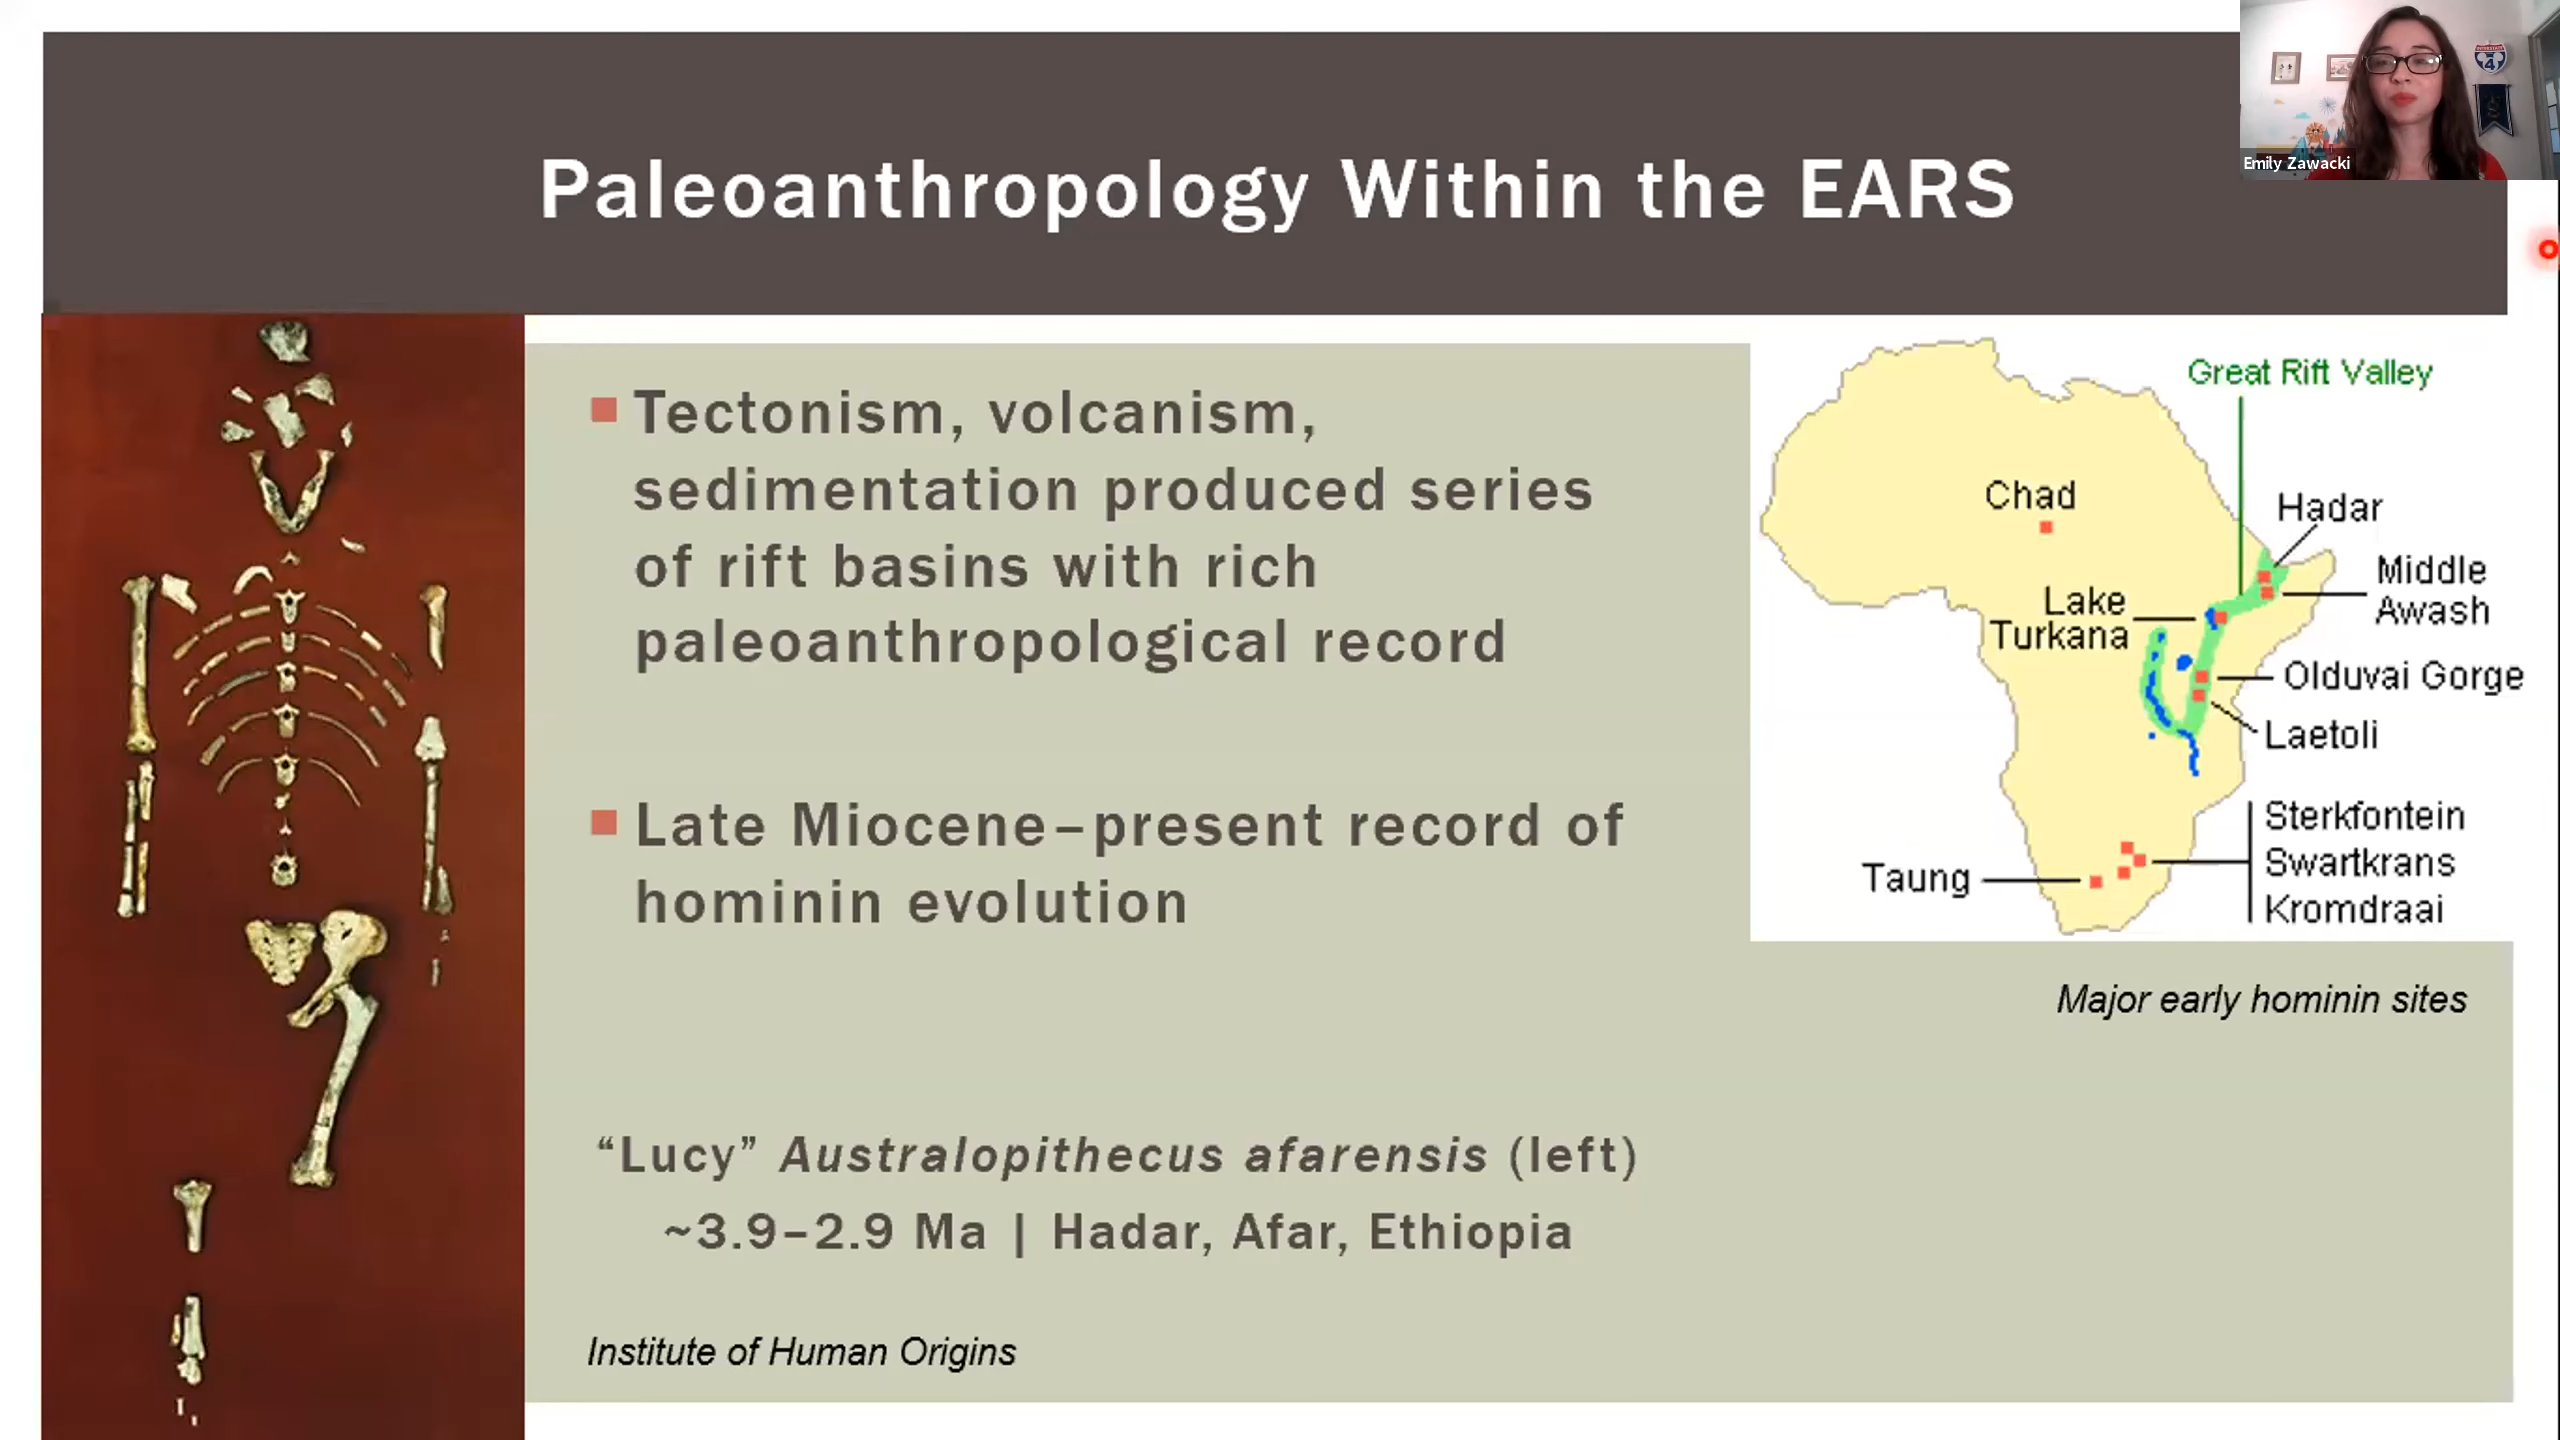 Paleoanthropology Within the EARS
Emily Zawacki
INTERSTATE
4
Tectonism, volcanism,
sedimentation produced series
of rift basins with rich
paleoanthropological record
Late Miocene–present record of
hominin evolution
“Lucy” Australopithecus afarensis (left)
~3.9–2.9 Ma | Hadar, Afar, Ethiopia
Institute of Human Origins
Great Rift Valley
Chad
Hadar
Middle
Awash
Lake
Turkana
Olduvai Gorge
Laetoli
Sterkfontein
Swartkrans
Kromdraai
Taung
Major early hominin sites